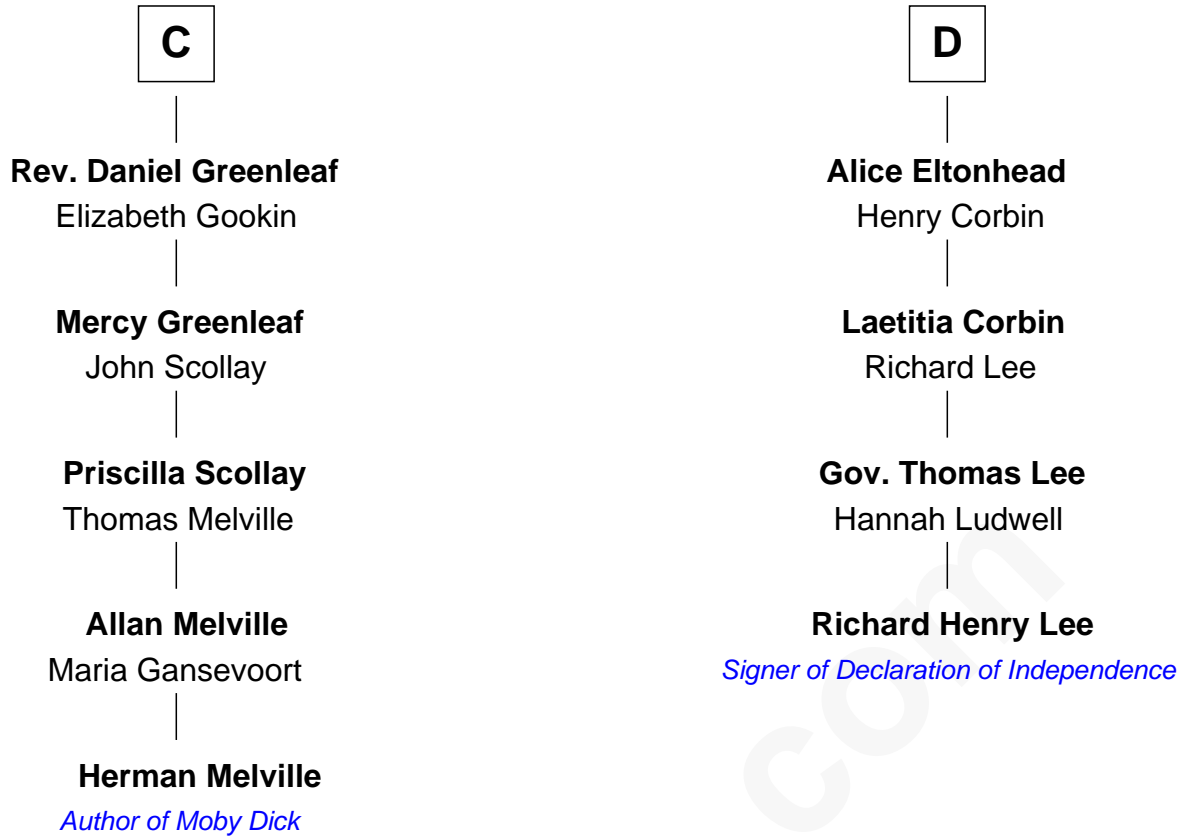 C
Rev. Daniel Greenleaf
Elizabeth Gookin
Mercy Greenleaf
John Scollay
Priscilla Scollay
Thomas Melville
Allan Melville
Maria Gansevoort
Herman Melville
Author of Moby Dick
D
Alice Eltonhead
Henry Corbin
Laetitia Corbin
Richard Lee
Gov. Thomas Lee
Hannah Ludwell
Richard Henry Lee
Signer of Declaration of Independence
com